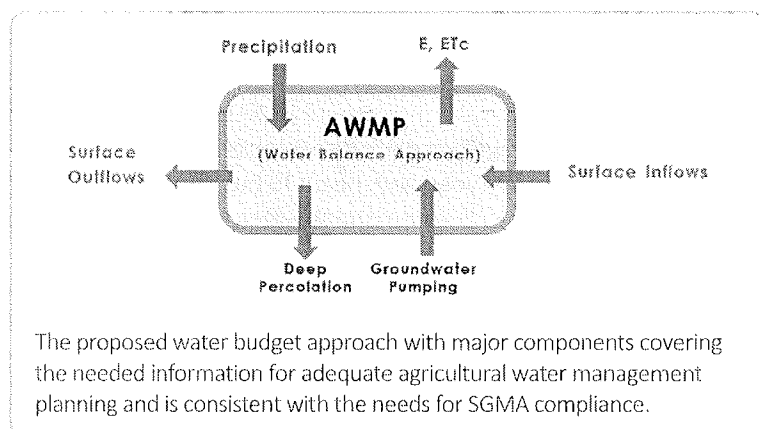 Precipitation
E, ETc
AWMP
(Water Balance Approach)
Surface
Outflows
Surface Inflows
Deep
Percolation
Groundwater
Pumping
The proposed water budget approach with major components covering
the needed information for adequate agricultural water management
planning and is consistent with the needs for SGMA compliance.